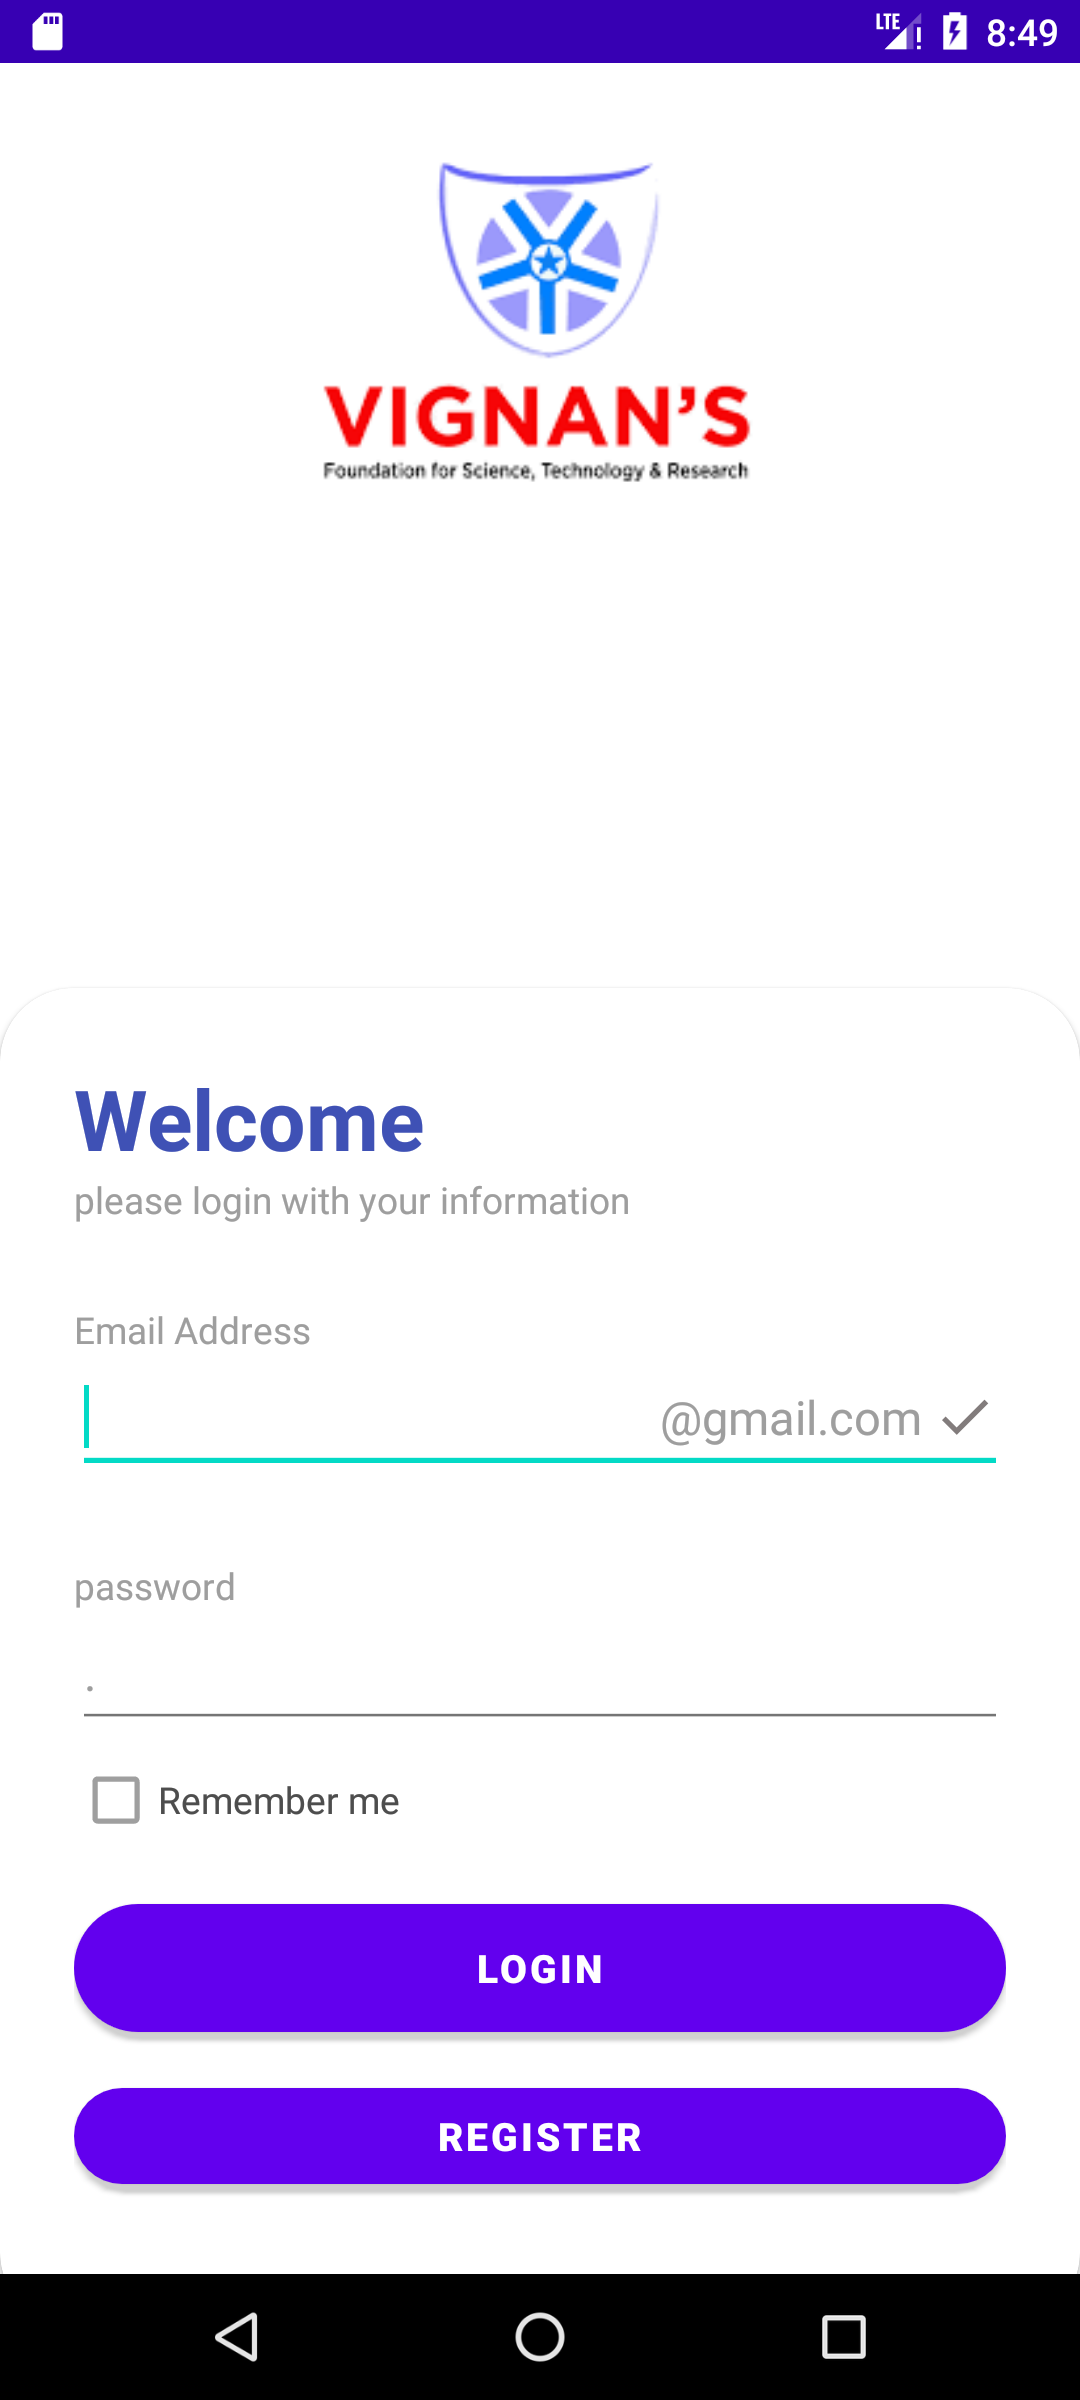 LTE ! 8:49
VIGNAN'S
Foundation for Science, Technology & Research
Welcome
please login with your information
Email Address
@gmail.com
password
.
Remember me
LOGIN
REGISTER